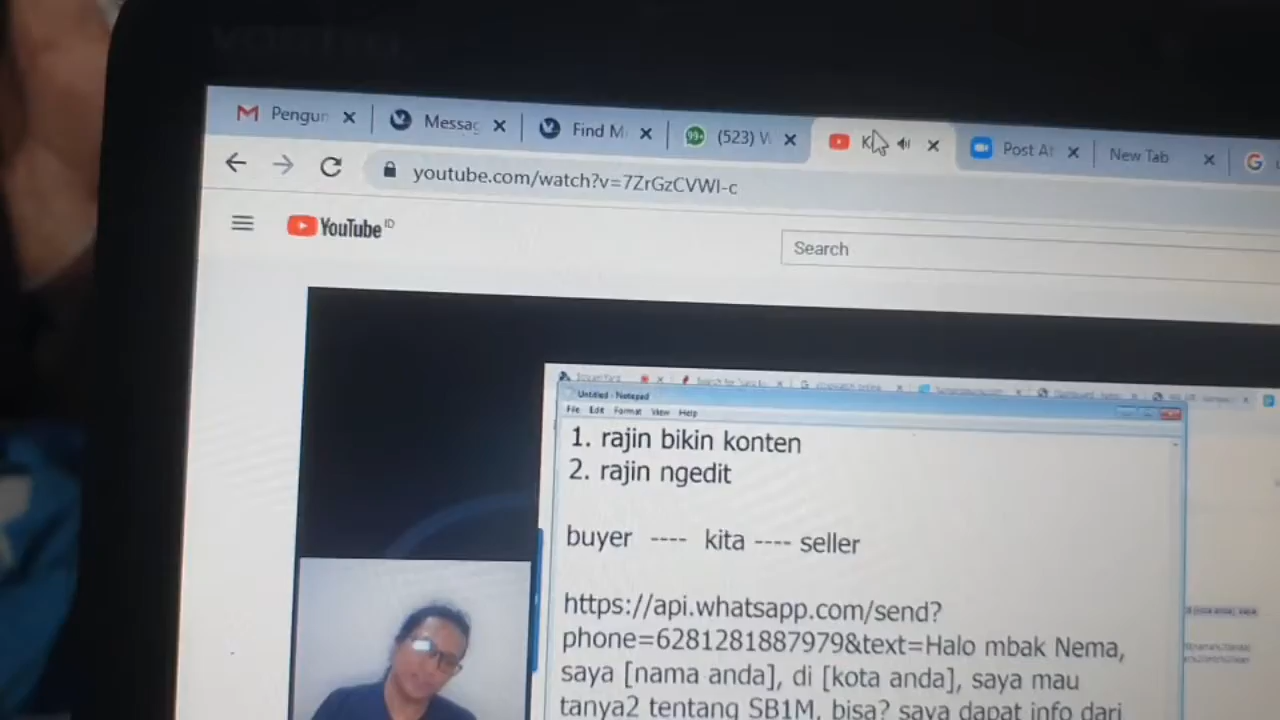 Pengun
Messag
Find M
(523) W
K
Post At
New Tab
youtube.com/watch?v=7ZrGzCVWI-c
YouTube ID
Search
Untitled - Notepad
File Edit Format View Help
1. rajin bikin konten
2. rajin ngedit
buyer ---- kita ---- seller
https://api.whatsapp.com/send?
phone=6281281887979&text=Halo mbak Nema,
saya [nama anda], di [kota anda], saya mau
tanya2 tentang SB1M, bisa? saya dapat info dari